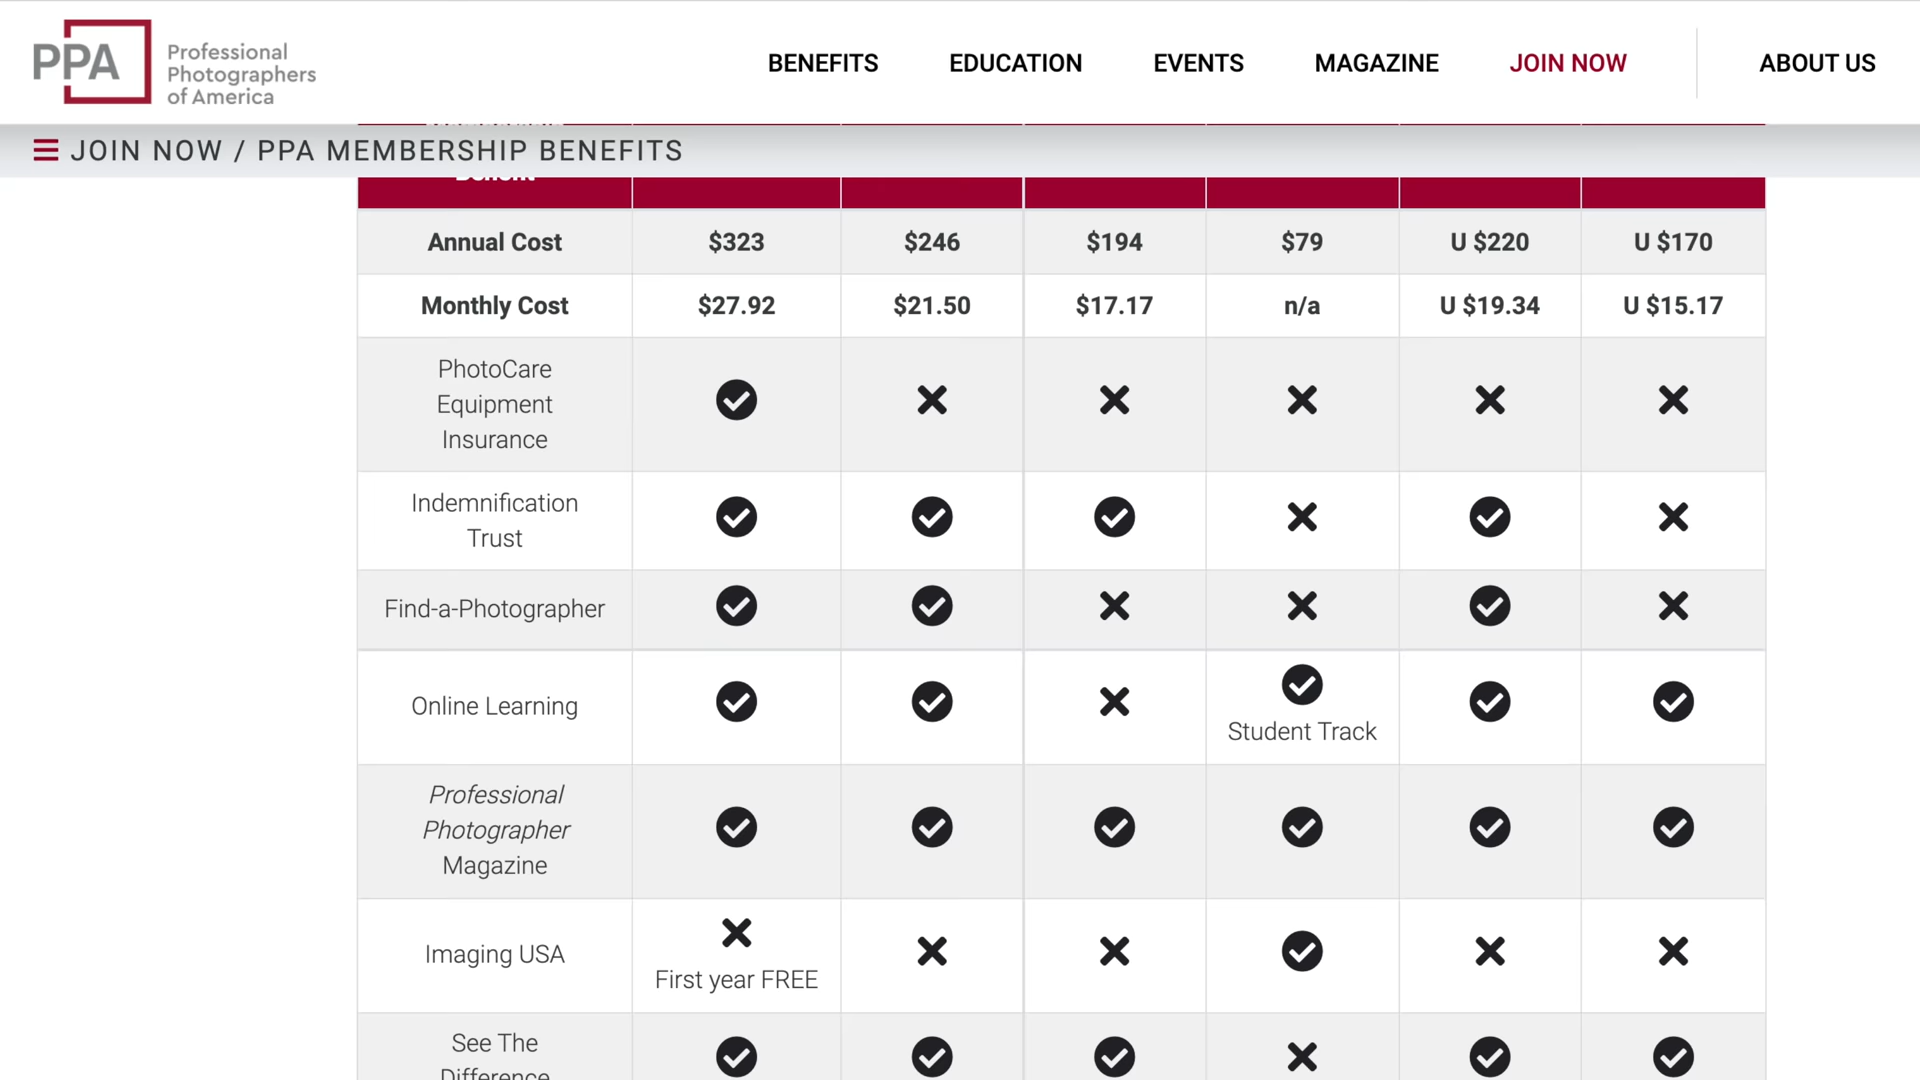 PPA
Professional
Photographers
of America
BENEFITS
EDUCATION
EVENTS
MAGAZINE
JOIN NOW
ABOUT US
JOIN NOW / PPA MEMBERSHIP BENEFITS
Annual Cost $323 $246 $194 $79 U $220 U $170
Monthly Cost $27.92 $21.50 $17.17 n/a U $19.34 U $15.17
PhotoCare
Equipment
Insurance
Indemnification
Trust
Find-a-Photographer
Online Learning
Student Track
Professional
Photographer
Magazine
Imaging USA
First year FREE
See The
Difference